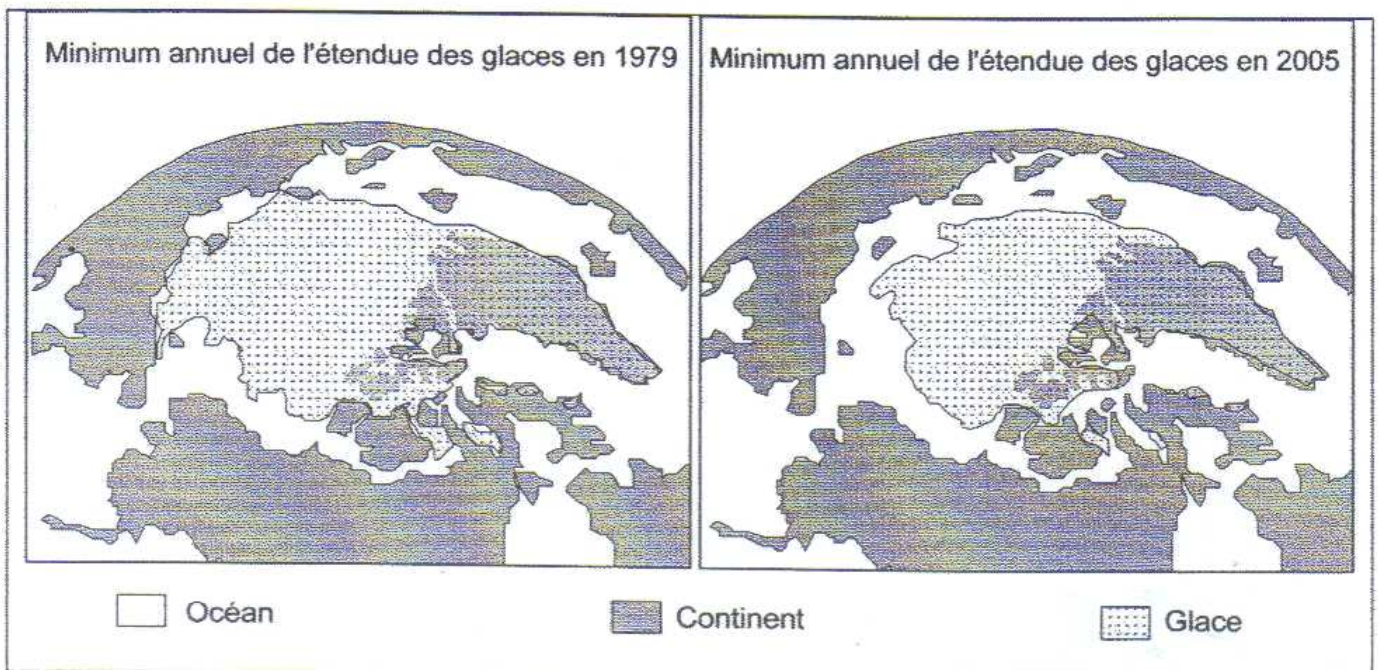 Minimum annuel de l'étendue des glaces en 1979
Minimum annuel de l'étendue des glaces en 2005
Océan
Continent
Glace